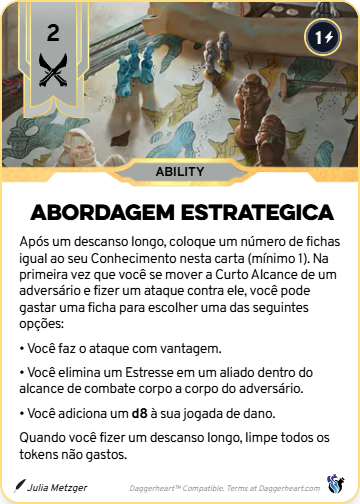 2
1
ABILITY
ABORDAGEM ESTRATEGICA
Após um descanso longo, coloque um número de fichas
igual ao seu Conhecimento nesta carta (mínimo 1). Na
primeira vez que você se mover a Curto Alcance de um
adversário e fizer um ataque contra ele, você pode
gastar uma ficha para escolher uma das seguintes
opções:
• Você faz o ataque com vantagem.
• Você elimina um Estresse em um aliado dentro do
alcance de combate corpo a corpo do adversário.
• Você adiciona um d8 à sua jogada de dano.
Quando você fizer um descanso longo, limpe todos os
tokens não gastos.
Julia Metzger
Daggerheart™ Compatible. Terms at Daggerheart.com